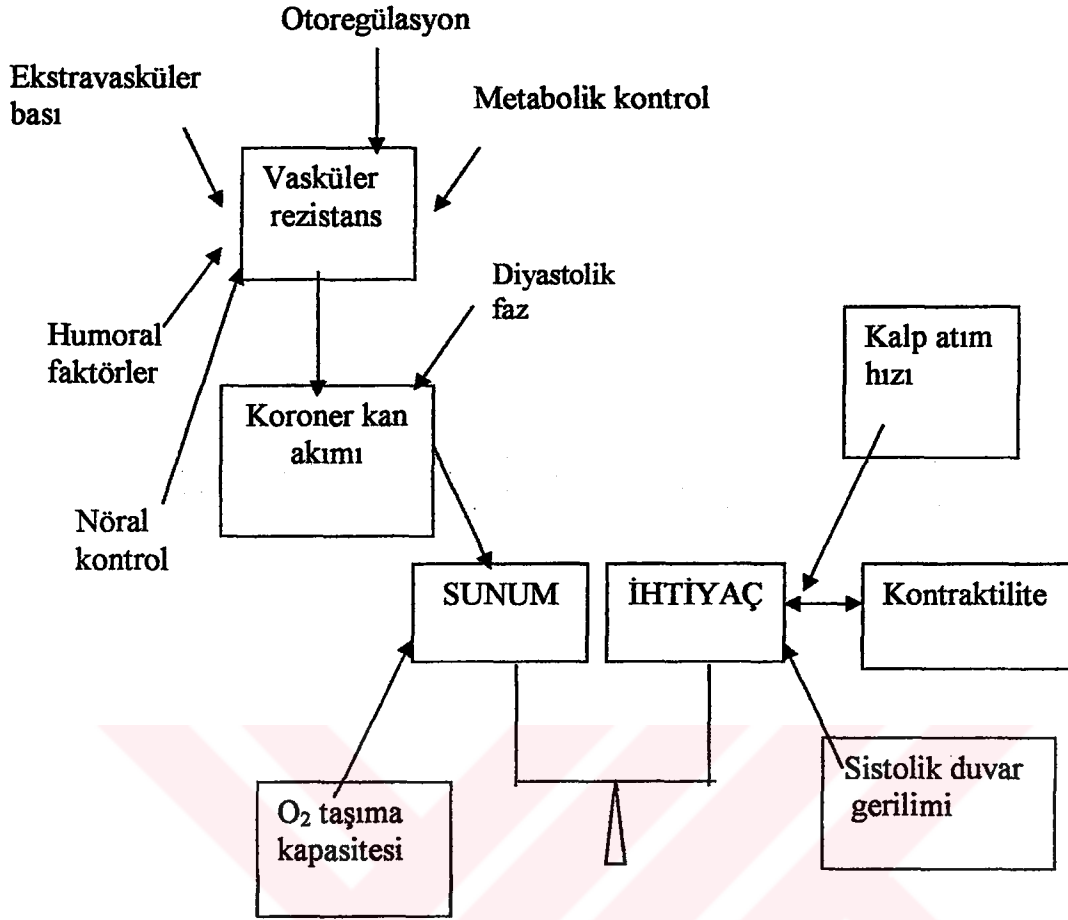 Otoregülasyon
Ekstravasküler
bası
Metabolik kontrol
Vasküler
rezistans
Diyastolik
faz
Humoral
faktörler
Kalp atım
hızı
Koroner kan
akımı
Nöral
kontrol
SUNUM
İHTİYAÇ
Kontraktilite
Sistolik duvar
gerilimi
O₂ taşıma
kapasitesi